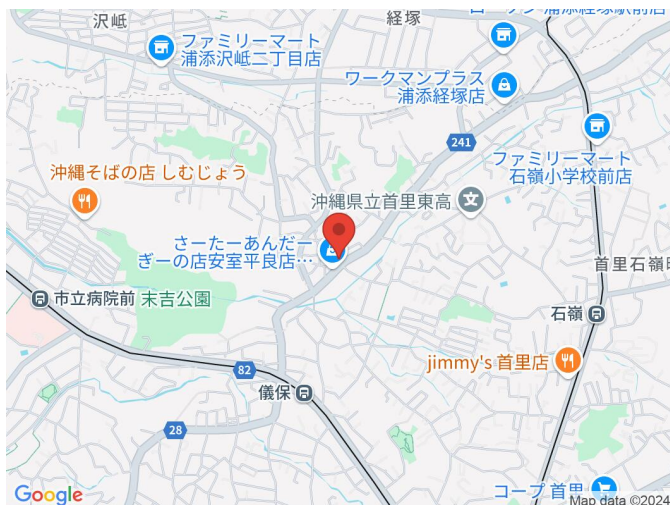 沢岻
経塚
ファミリーマート
浦添沢岻二丁目店
ワークマンプラス
浦添経塚店
241
沖縄そばの店 しむじょう
ファミリーマート
石嶺小学校前店
沖縄県立首里東高
文
さーたーあんだー
ぎーの店安室平良店…
首里石嶺町
市立病院前
末吉公園
石嶺
82
jimmy's 首里店
儀保
28
コープ 首里
Google
Map data ©2024